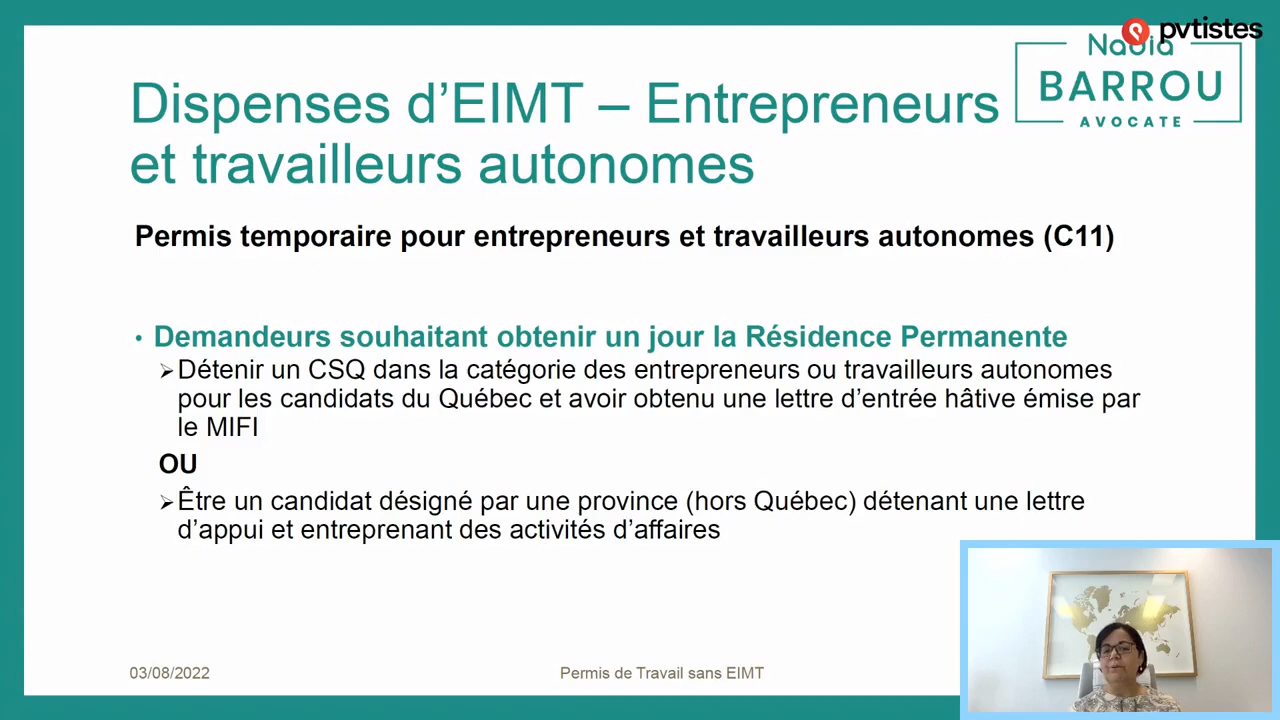 pvtistes
Nadia
BARROU
AVOCATE
Dispenses d’EIMT – Entrepreneurs
et travailleurs autonomes
Permis temporaire pour entrepreneurs et travailleurs autonomes (C11)
• Demandeurs souhaitant obtenir un jour la Résidence Permanente
➢Détenir un CSQ dans la catégorie des entrepreneurs ou travailleurs autonomes
pour les candidats du Québec et avoir obtenu une lettre d’entrée hâtive émise par
le MIFI
OU
➢Être un candidat désigné par une province (hors Québec) détenant une lettre
d’appui et entreprenant des activités d’affaires
03/08/2022
Permis de Travail sans EIMT